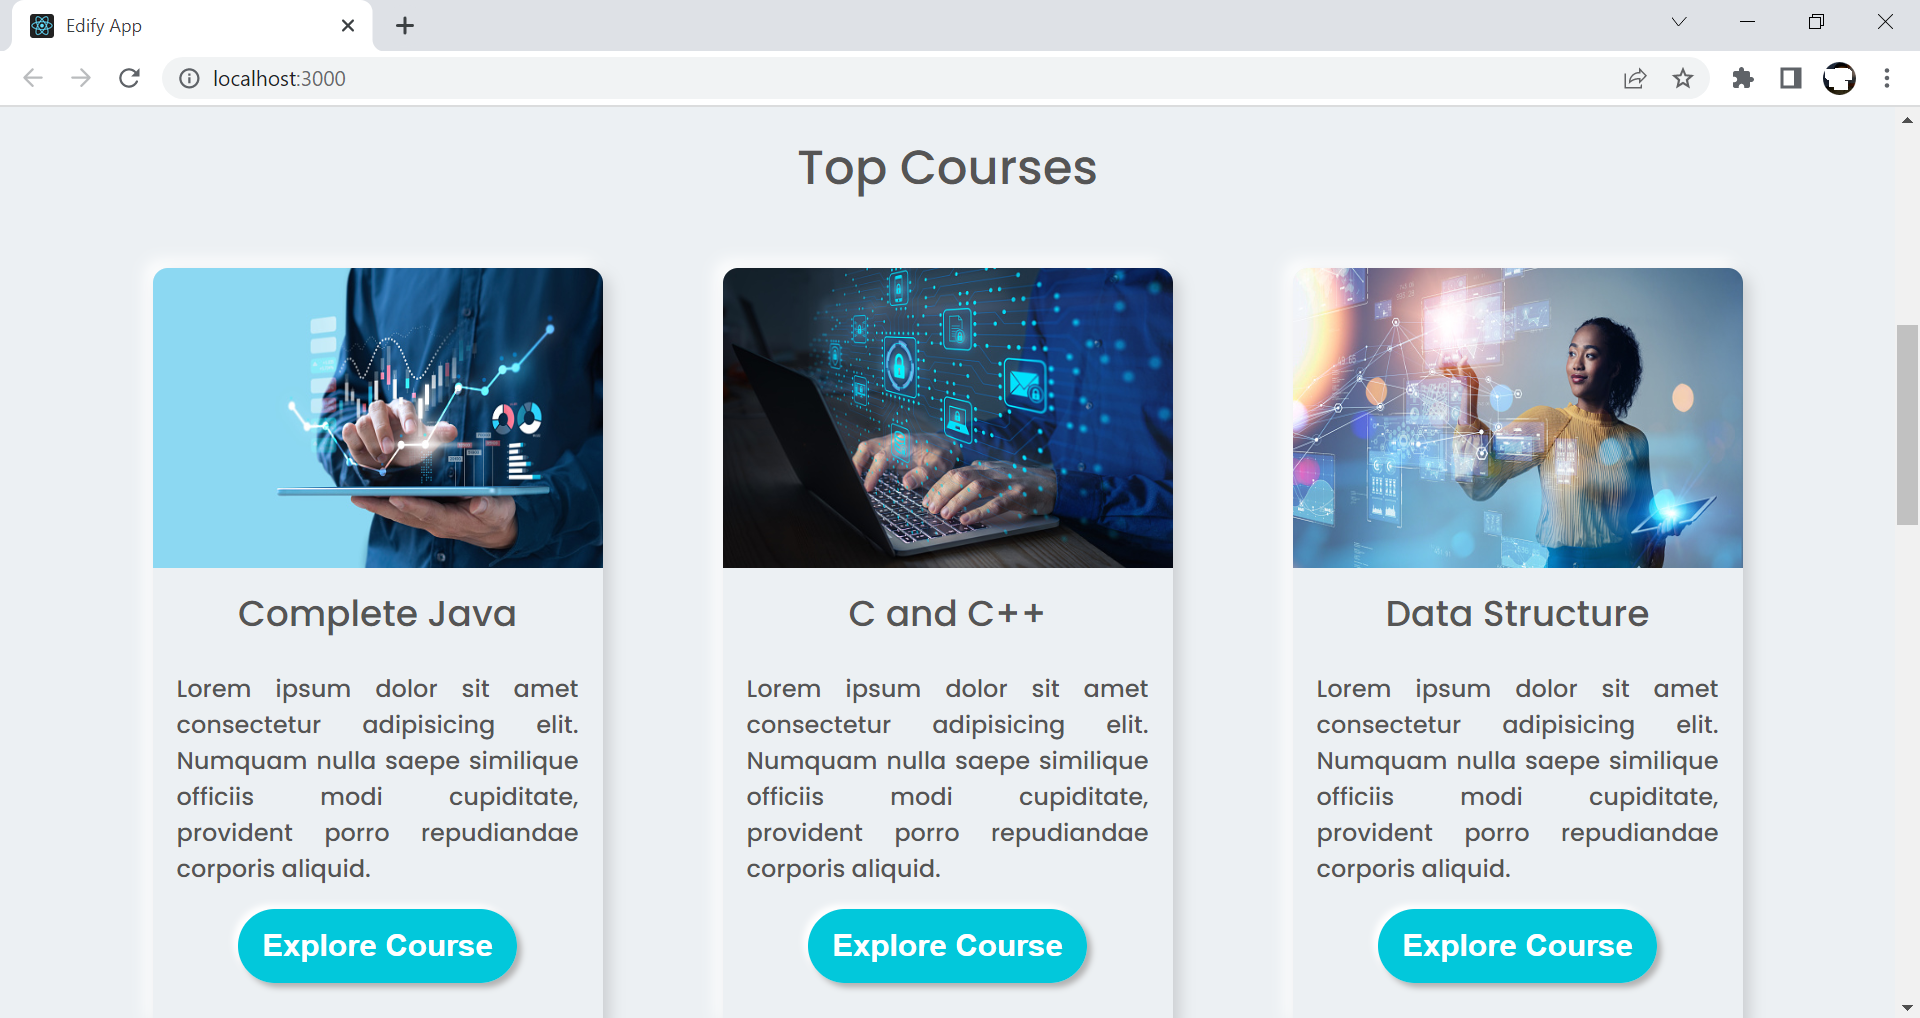 Edify App
localhost:3000
Top Courses
Complete Java
Lorem ipsum dolor sit amet
consectetur adipisicing elit.
Numquam nulla saepe similique
officiis modi cupiditate,
provident porro repudiandae
corporis aliquid.
Explore Course
C and C++
Lorem ipsum dolor sit amet
consectetur adipisicing elit.
Numquam nulla saepe similique
officiis modi cupiditate,
provident porro repudiandae
corporis aliquid.
Explore Course
Data Structure
Lorem ipsum dolor sit amet
consectetur adipisicing elit.
Numquam nulla saepe similique
officiis modi cupiditate,
provident porro repudiandae
corporis aliquid.
Explore Course